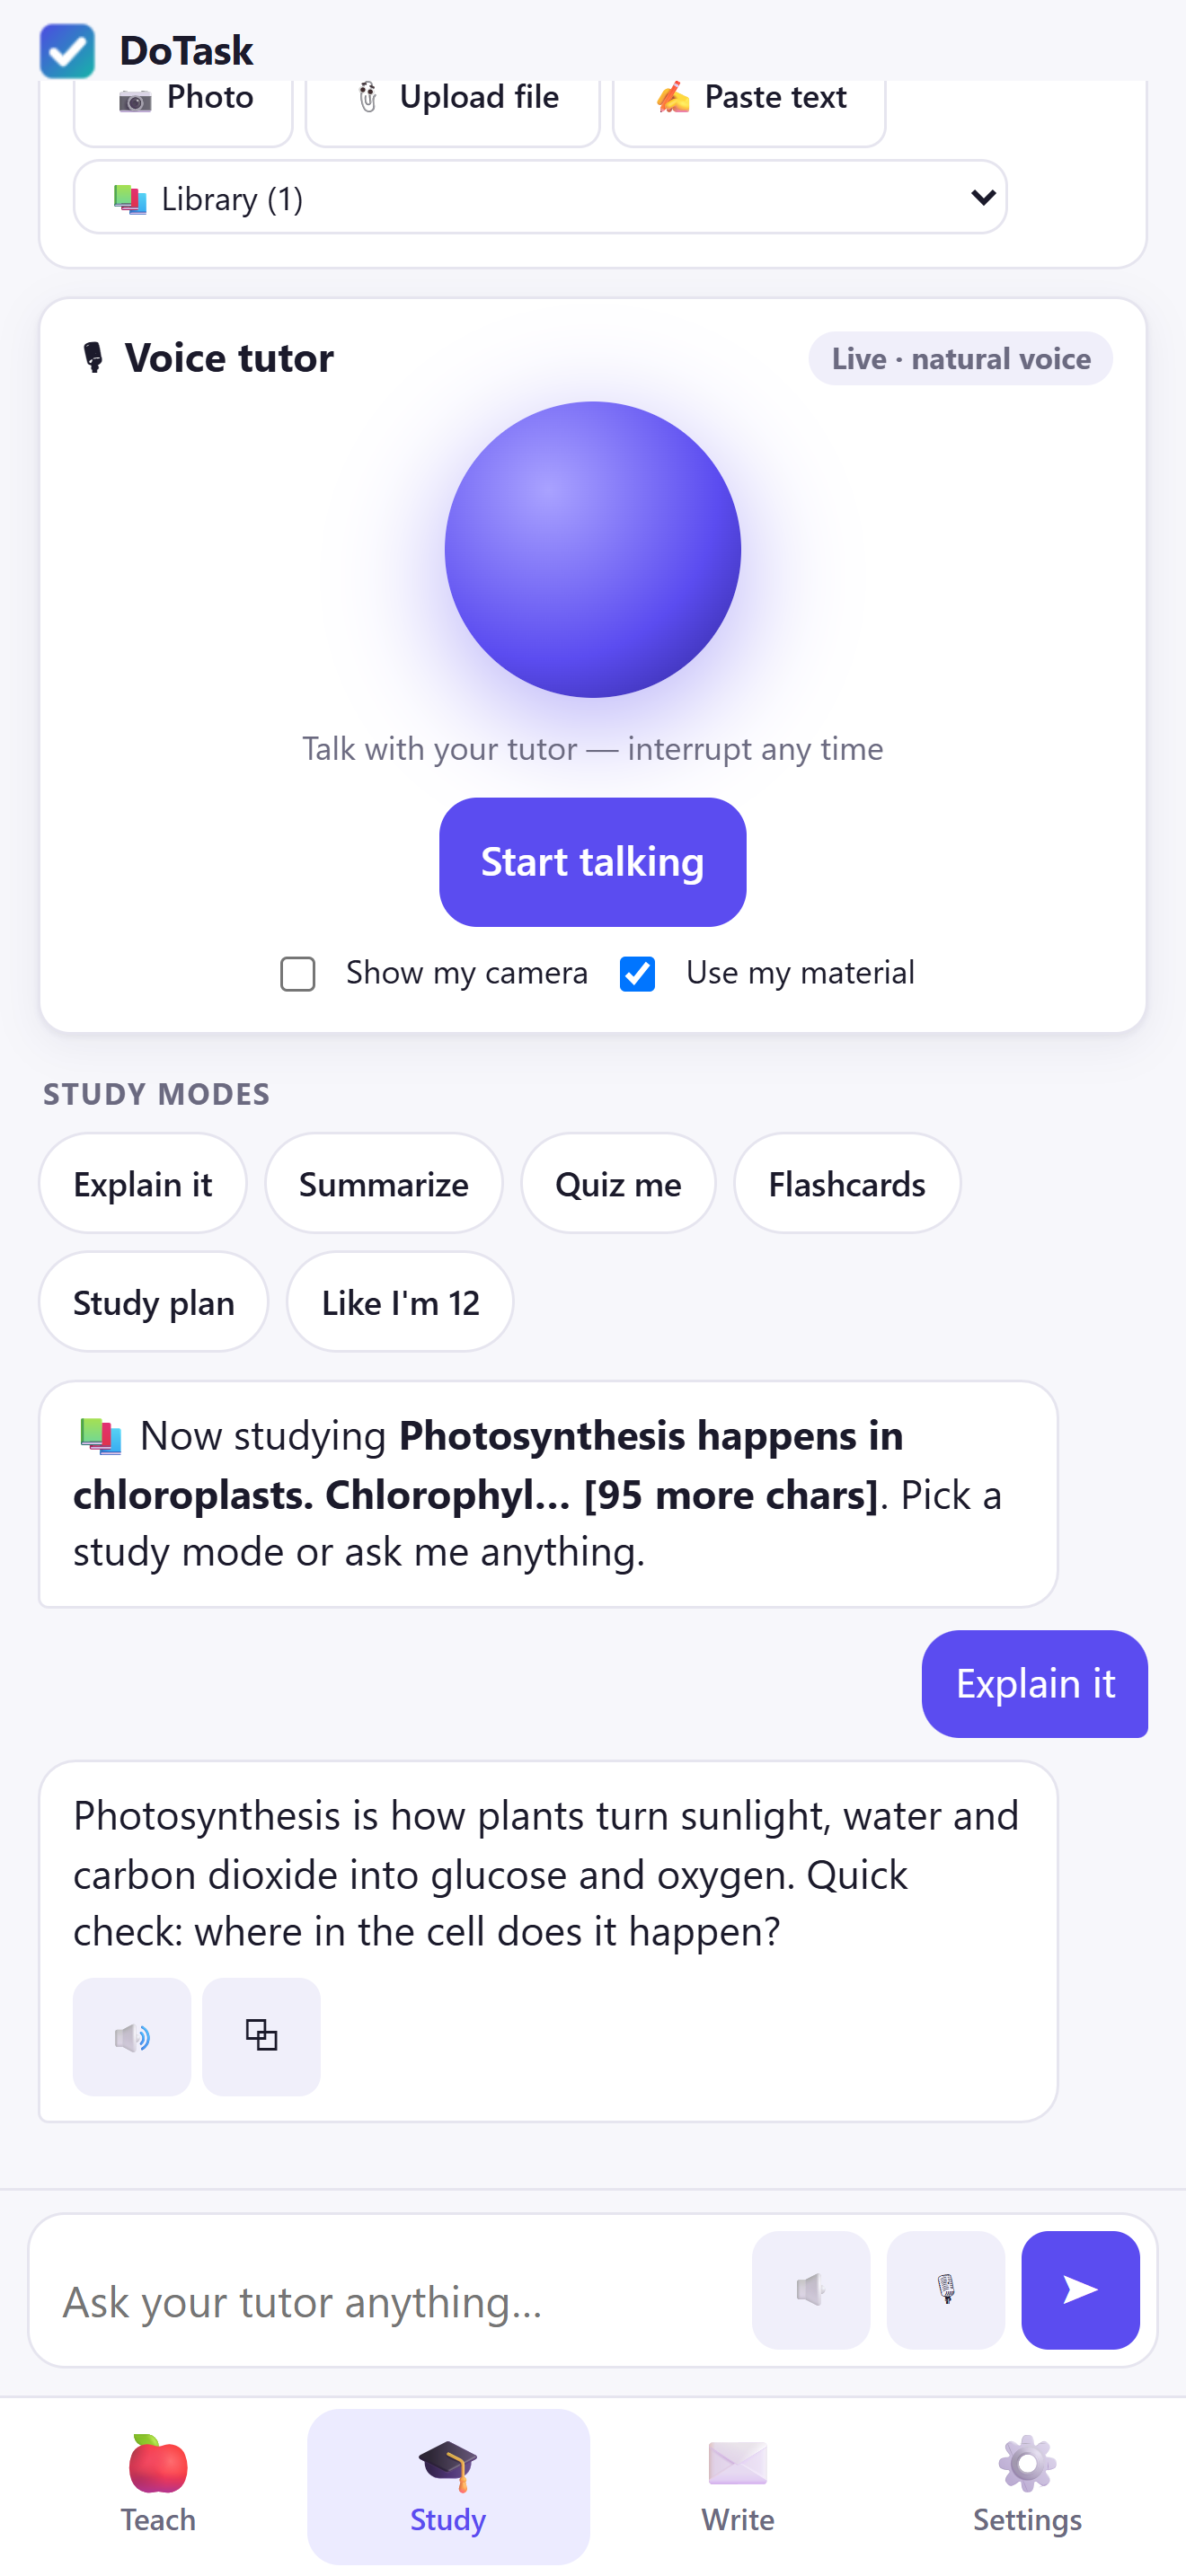 DoTask
Photo
Upload file
Paste text
Library (1)
Voice tutor
Live · natural voice
Talk with your tutor — interrupt any time
Start talking
Show my camera
Use my material
STUDY MODES
Explain it
Summarize
Quiz me
Flashcards
Study plan
Like I'm 12
Now studying Photosynthesis happens in
chloroplasts. Chlorophyl… [95 more chars]. Pick a
study mode or ask me anything.
Explain it
Photosynthesis is how plants turn sunlight, water and
carbon dioxide into glucose and oxygen. Quick
check: where in the cell does it happen?
Ask your tutor anything…
Teach
Study
Write
Settings